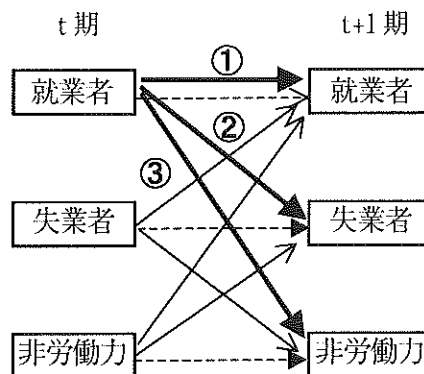 t 期 t+1 期
①
就業者 就業者
②
③
失業者 失業者
非労働力 非労働力